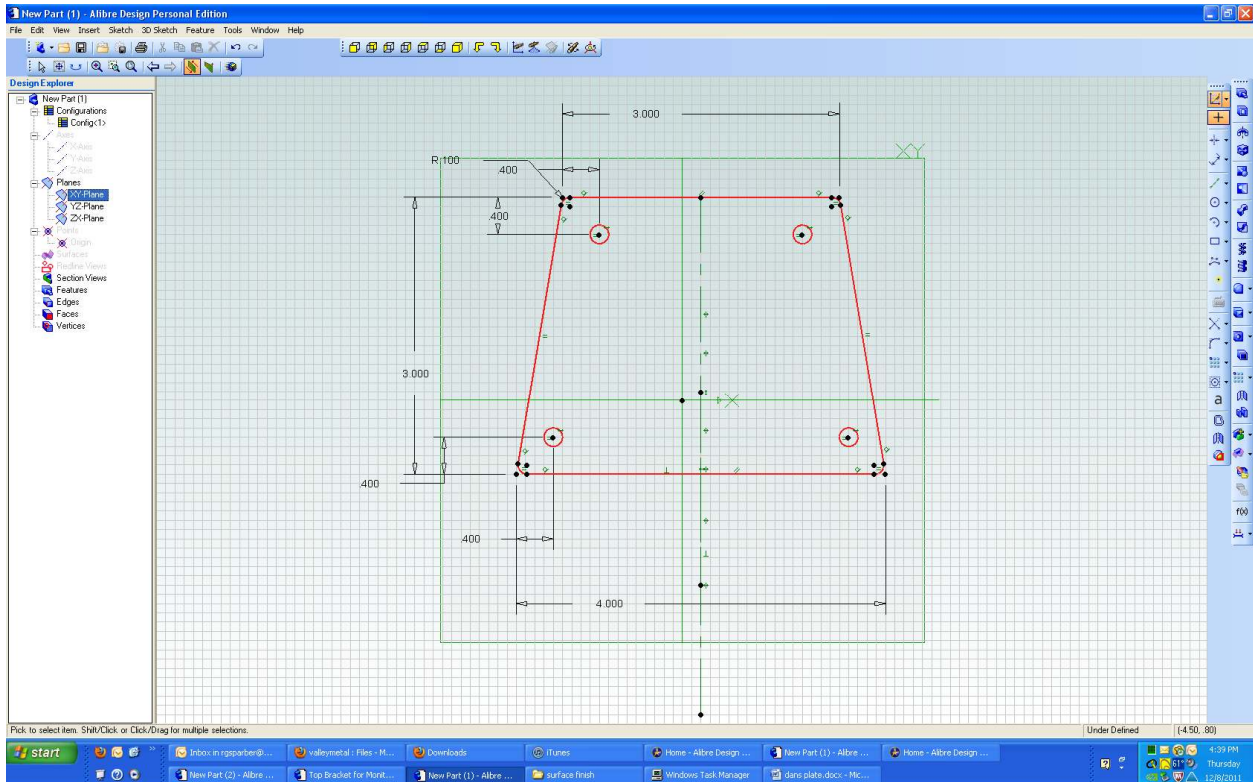 New Part (1) - Alibre Design Personal Edition
File Edit View Insert Sketch 3D Sketch Feature Tools Window Help
Design Explorer
New Part (1)
Configurations
Config<1>
Axes
X-Axis
Y-Axis
Z-Axis
Planes
XY-Plane
YZ-Plane
ZX-Plane
Points
Origin
Surfaces
Redline Views
Section Views
Features
Edges
Faces
Vertices
3.000
XY
R.100
.400
.400
3.000
X
.400
.400
4.000
a
f(x)
Pick to select item. Shift/Click or Click/Drag for multiple selections.
Under Defined
(-4.50, .80)
start
Inbox in rgsparber@...
valleymetal : Files - M...
Downloads
iTunes
Home - Alibre Design ...
New Part (1) - Alibre ...
Home - Alibre Design ...
4:39 PM
New Part (2) - Alibre ...
Top Bracket for Monit...
New Part (1) - Alibre ...
surface finish
Windows Task Manager
dans plate.docx - Mic...
61°
Thursday